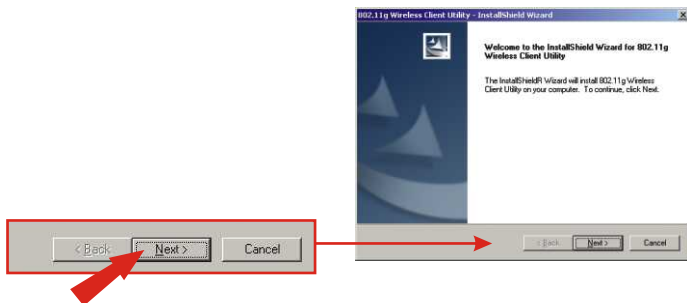 802.11g Wireless Client Utility - InstallShield Wizard
Welcome to the InstallShield Wizard for 802.11g
Wireless Client Utility
The InstallShieldR Wizard will install 802.11g Wireless
Client Utility on your computer. To continue, click Next.
< Back Next > Cancel
< Back Next > Cancel